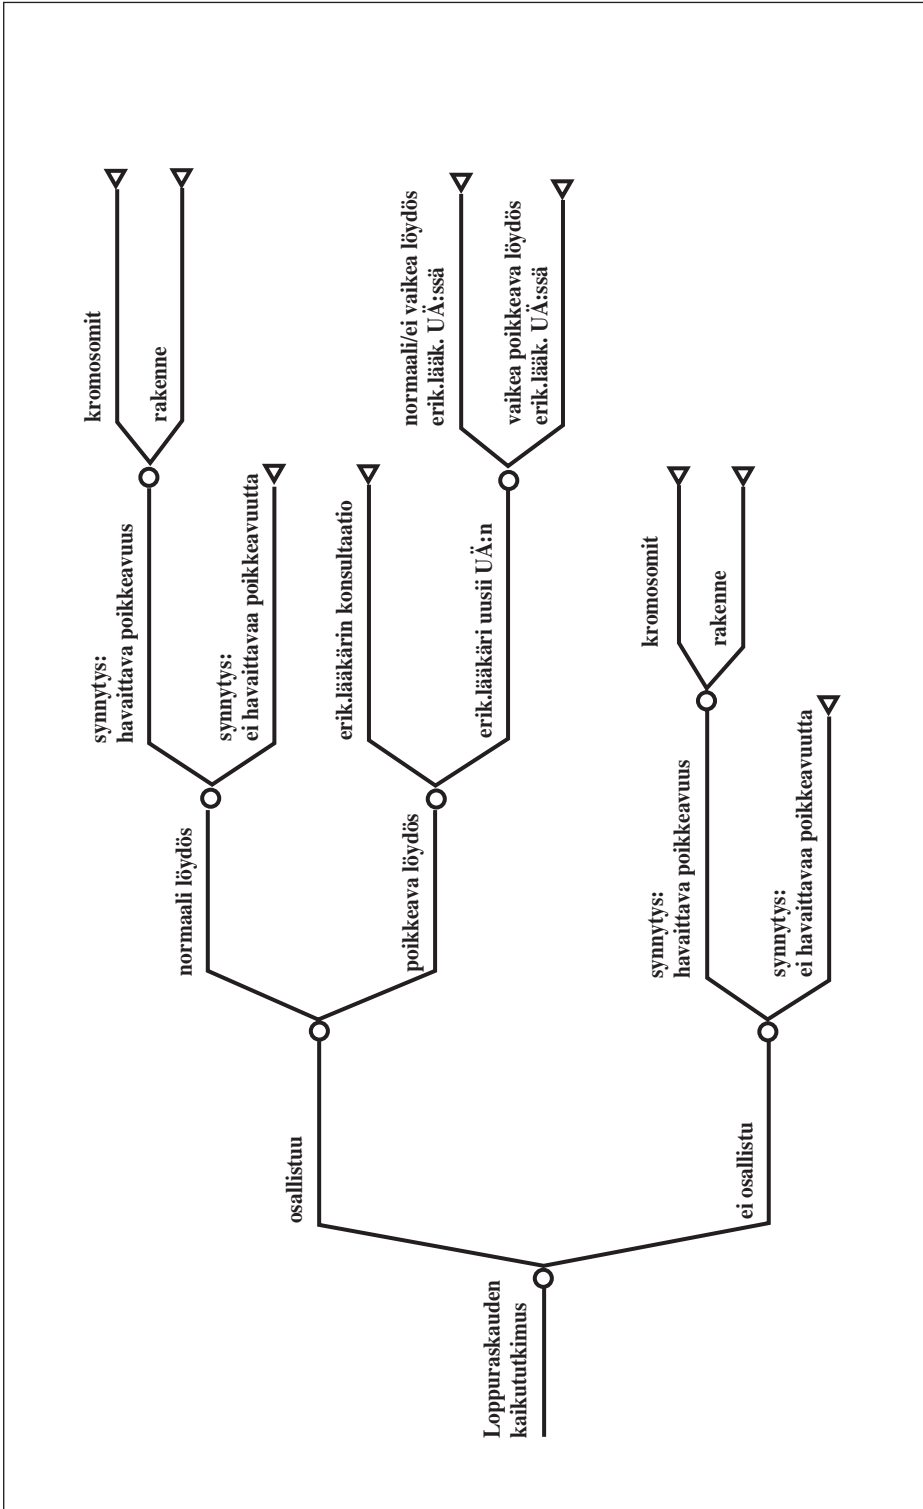 Loppuraskauden
kaikututkimus
osallistuu
normaali löydös
synnytys:
havaittava poikkeavuus
kromosomit
rakenne
synnytys:
ei havaittavaa poikkeavuutta
poikkeava löydös
erik.lääkärin konsultaatio
erik.lääkäri uusii UÄ:n
normaali/ei vaikea löydös
erik.lääk. UÄ:ssä
vaikea poikkeava löydös
erik.lääk. UÄ:ssä
ei osallistu
synnytys:
havaittava poikkeavuus
kromosomit
rakenne
synnytys:
ei havaittavaa poikkeavuutta